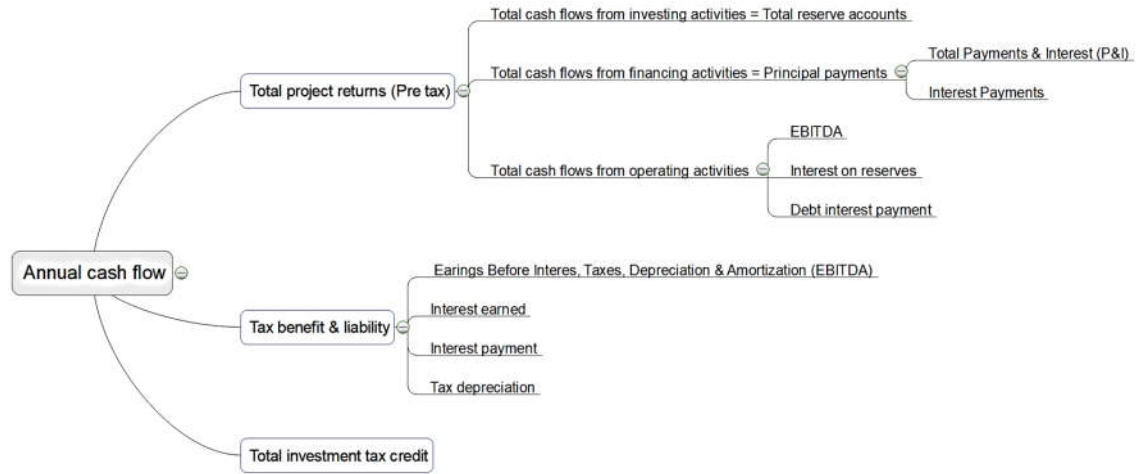 Annual cash flow
Total project returns (Pre tax)
Total cash flows from investing activities = Total reserve accounts
Total cash flows from financing activities = Principal payments
Total Payments & Interest (P&I)
Interest Payments
Total cash flows from operating activities
EBITDA
Interest on reserves
Debt interest payment
Tax benefit & liability
Earings Before Interes, Taxes, Depreciation & Amortization (EBITDA)
Interest earned
Interest payment
Tax depreciation
Total investment tax credit